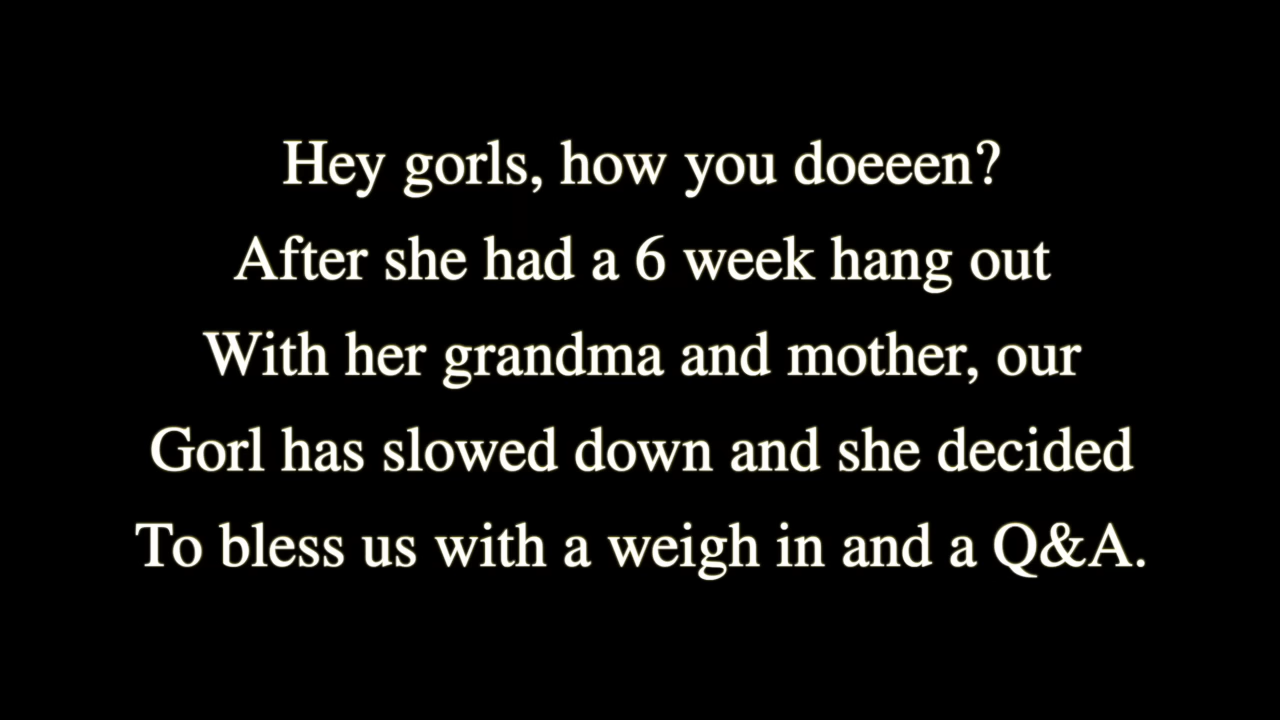 Hey gorls, how you doeeen?
After she had a 6 week hang out
With her grandma and mother, our
Gorl has slowed down and she decided
To bless us with a weigh in and a Q&A.